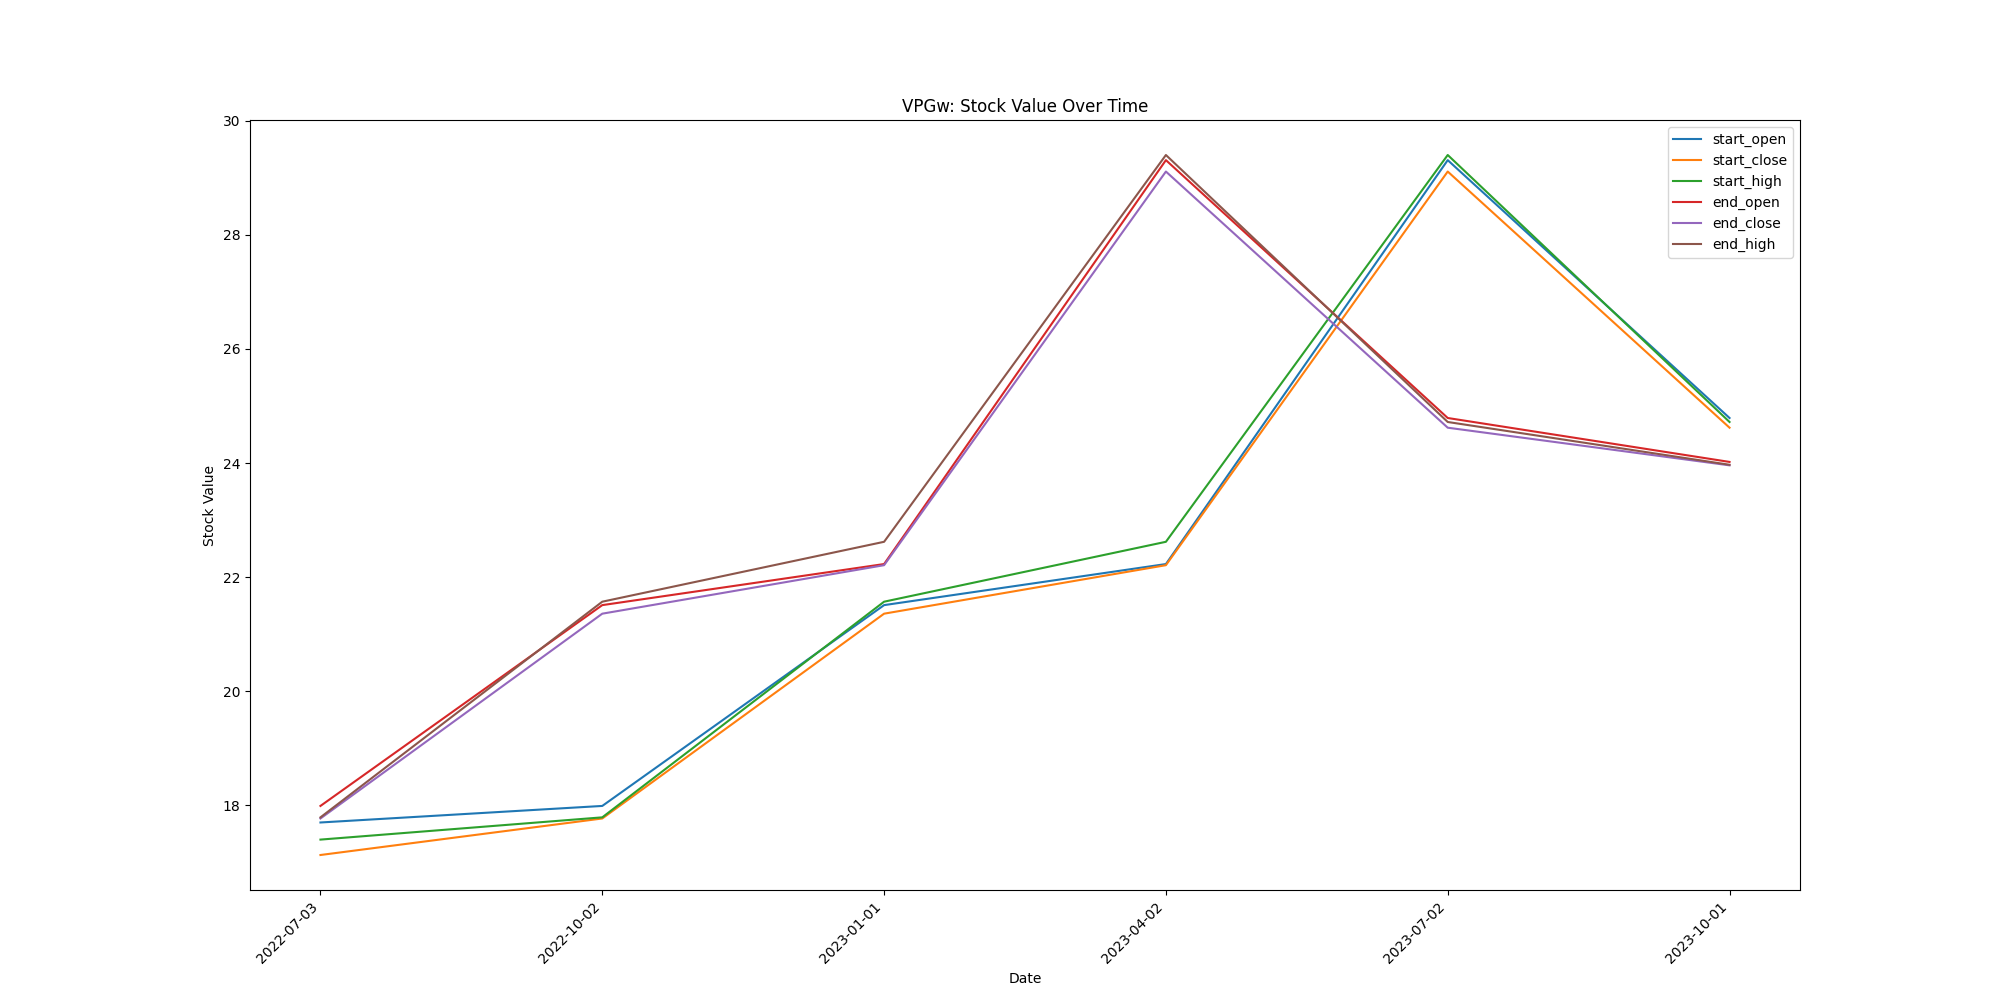 VPGw: Stock Value Over Time
30
28
26
24
22
20
18
Stock Value
start_open
start_close
start_high
end_open
end_close
end_high
2022-07-03
2022-10-02
2023-01-01
2023-04-02
2023-07-02
2023-10-01
Date